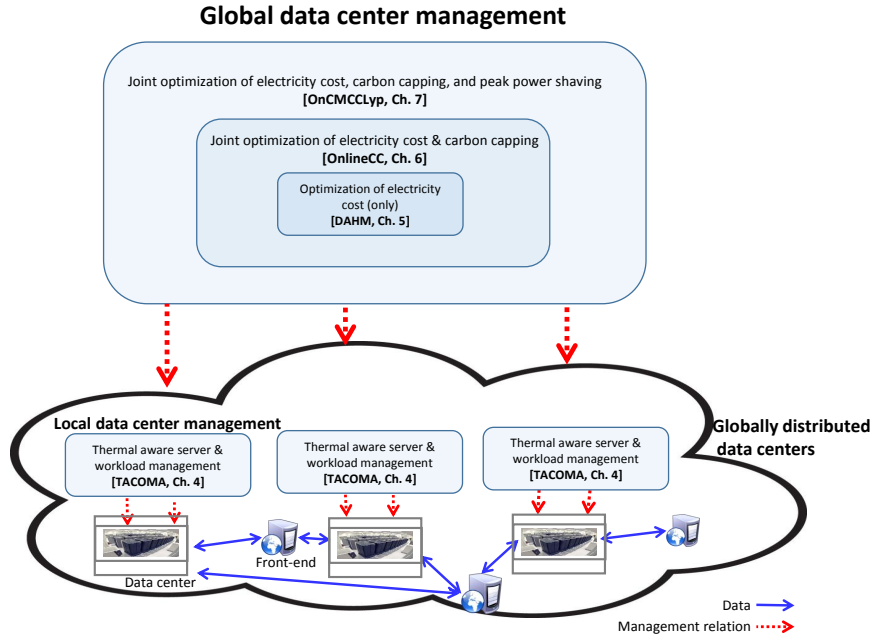 Global data center management
Joint optimization of electricity cost, carbon capping, and peak power shaving
[OnCMCCLyp, Ch. 7]
Joint optimization of electricity cost & carbon capping
[OnlineCC, Ch. 6]
Optimization of electricity
cost (only)
[DAHM, Ch. 5]
Local data center management
Globally distributed
data centers
Thermal aware server &
workload management
[TACOMA, Ch. 4]
Thermal aware server &
workload management
[TACOMA, Ch. 4]
Thermal aware server &
workload management
[TACOMA, Ch. 4]
Front-end
Data center
Data
Management relation